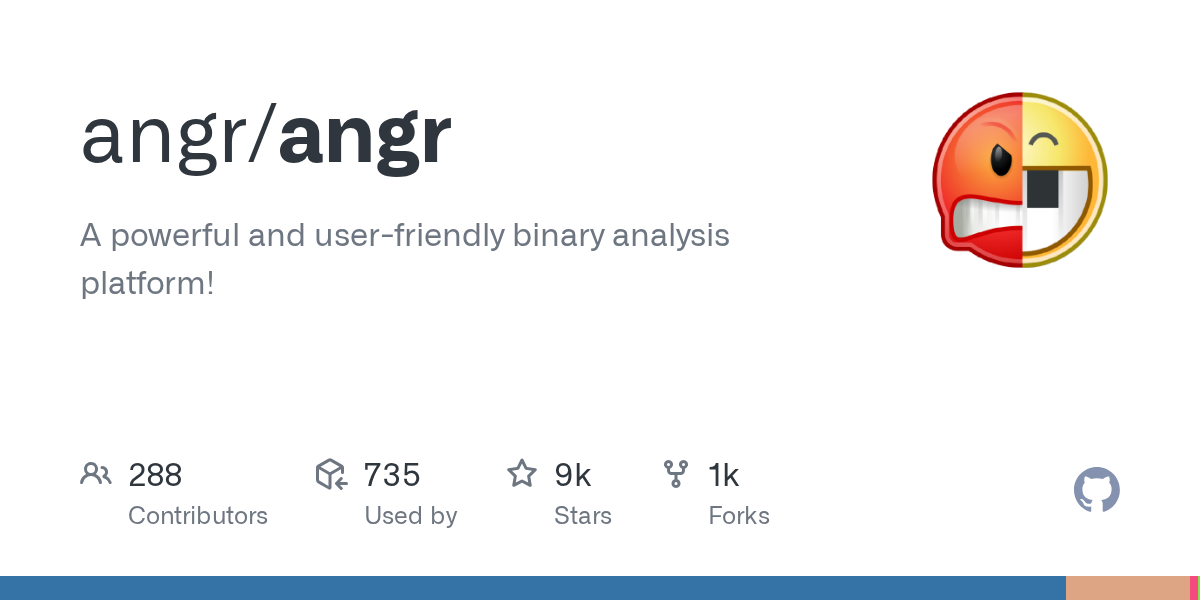 angr/angr
A powerful and user-friendly binary analysis
platform!
288 735 9k 1k
Contributors Used by Stars Forks